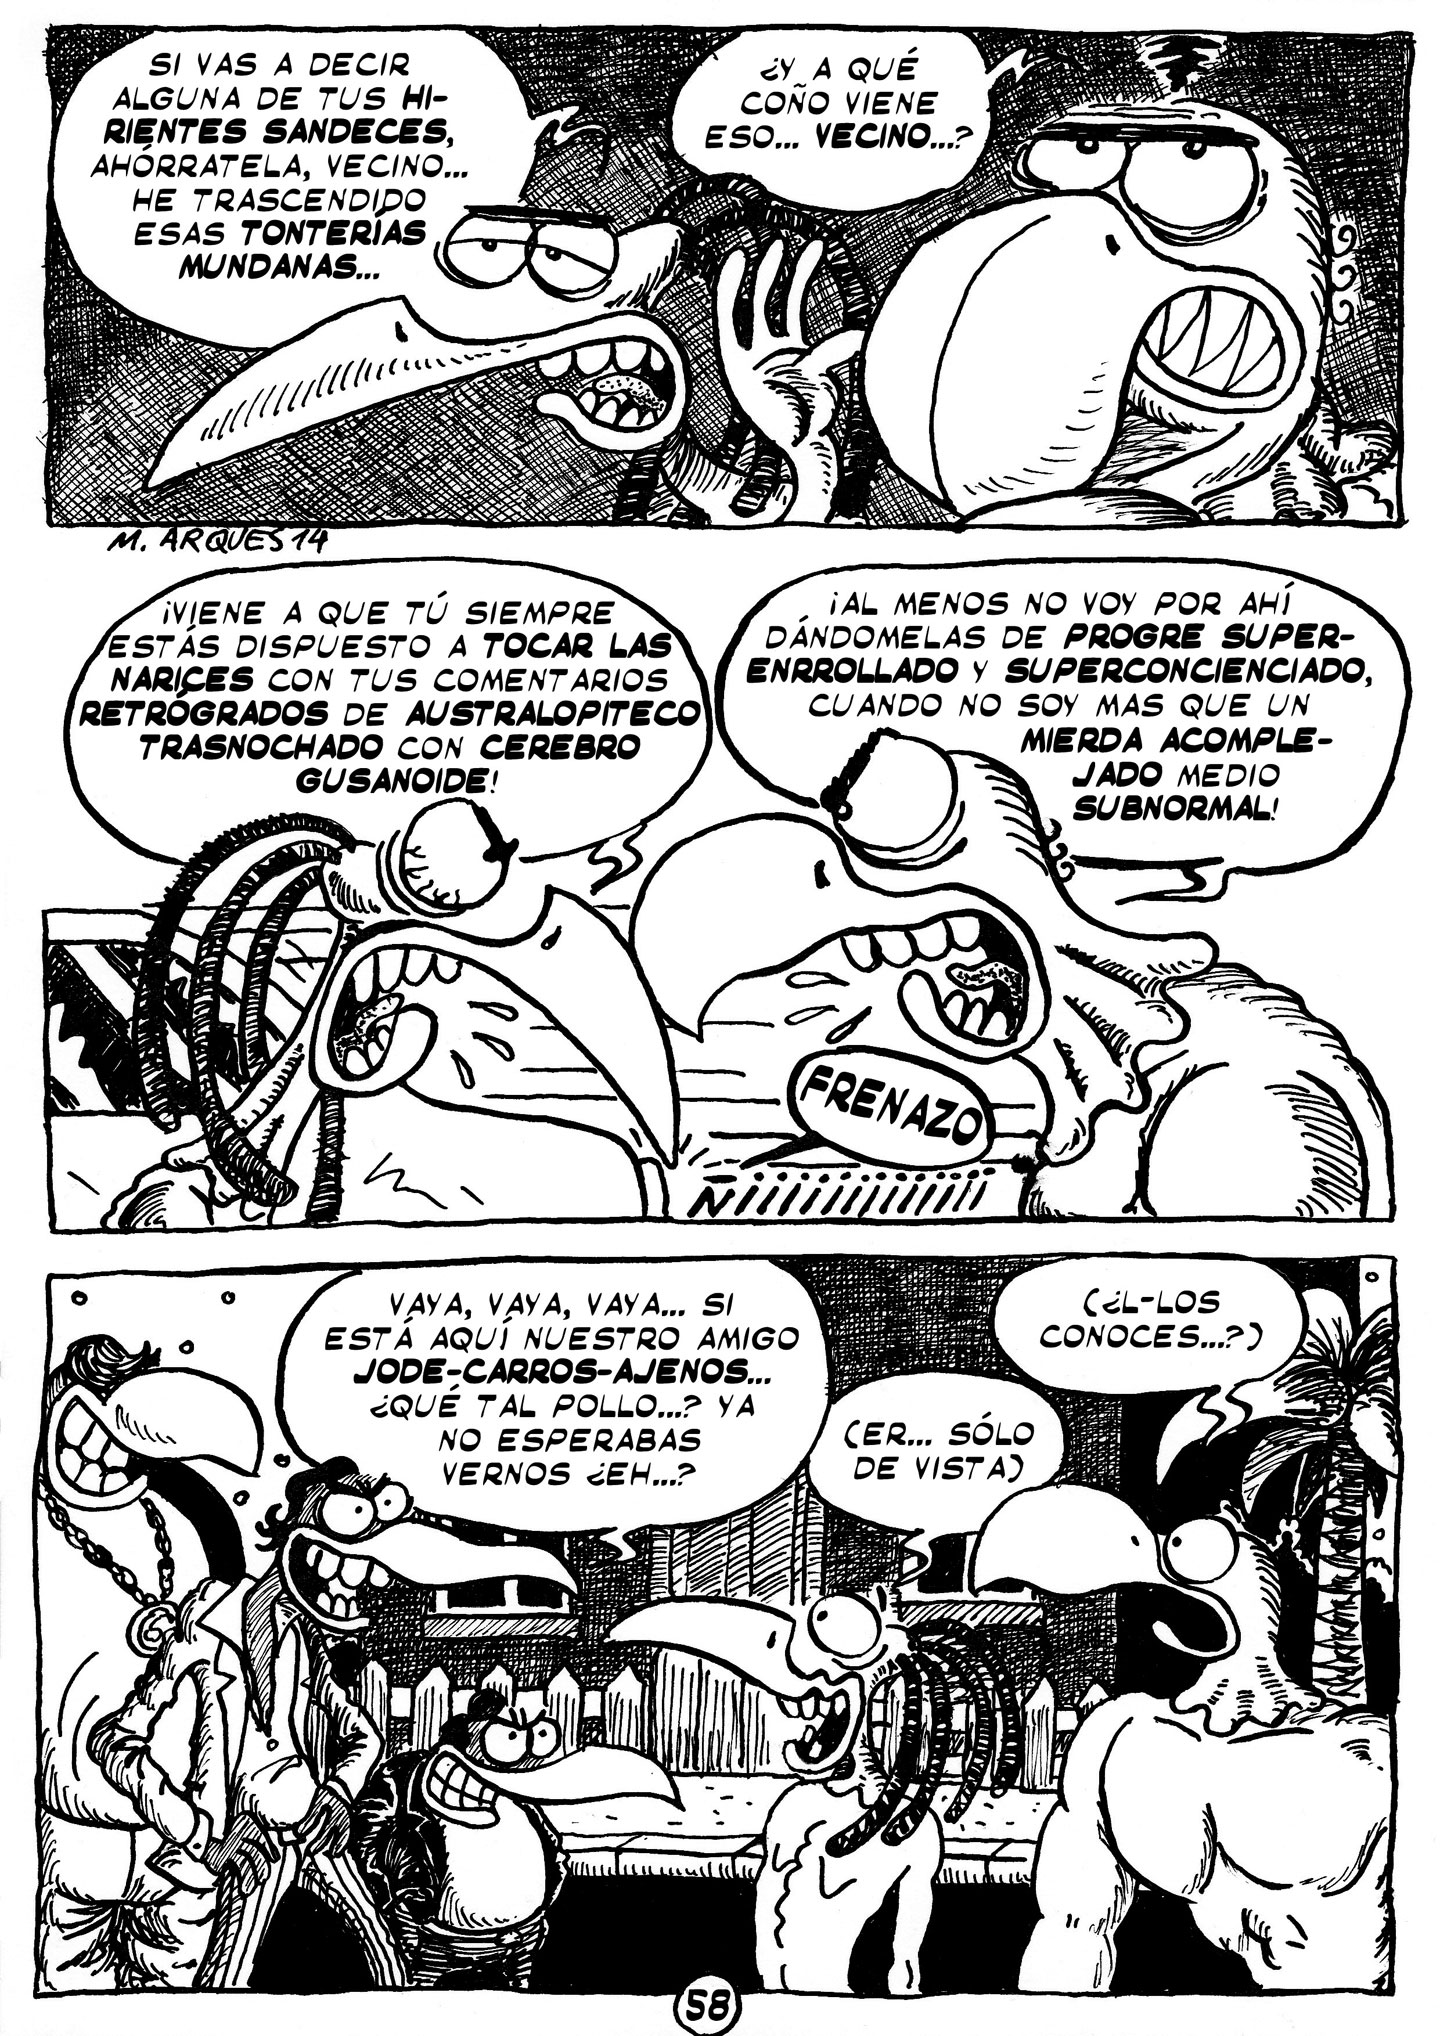 SI VAS A DECIR
ALGUNA DE TUS HI-
RIENTES SANDECES,
AHÓRRATELA, VECINO...
HE TRASCENDIDO
ESAS TONTERÍAS
MUNDANAS...
¿Y A QUÉ
COÑO VIENE
ESO... VECINO...?
M. ARQUES 14
¡VIENE A QUE TÚ SIEMPRE
ESTÁS DISPUESTO A TOCAR LAS
NARICES CON TUS COMENTARIOS
RETRÓGRADOS DE AUSTRALOPITECO
TRASNOCHADO CON CEREBRO
GUSANOIDE!
¡AL MENOS NO VOY POR AHÍ
DÁNDOMELAS DE PROGRE SUPER-
ENRROLLADO Y SUPERCONCIENCIADO,
CUANDO NO SOY MAS QUE UN
MIERDA ACOMPLE-
JADO MEDIO
SUBNORMAL!
FRENAZO
Ñiiiiiiiiiiiiii
VAYA, VAYA, VAYA... SI
ESTÁ AQUÍ NUESTRO AMIGO
JODE-CARROS-AJENOS...
¿QUÉ TAL POLLO...? YA
NO ESPERABAS
VERNOS ¿EH...?
(ER... SÓLO
DE VISTA)
(¿L-LOS
CONOCES...?)
58